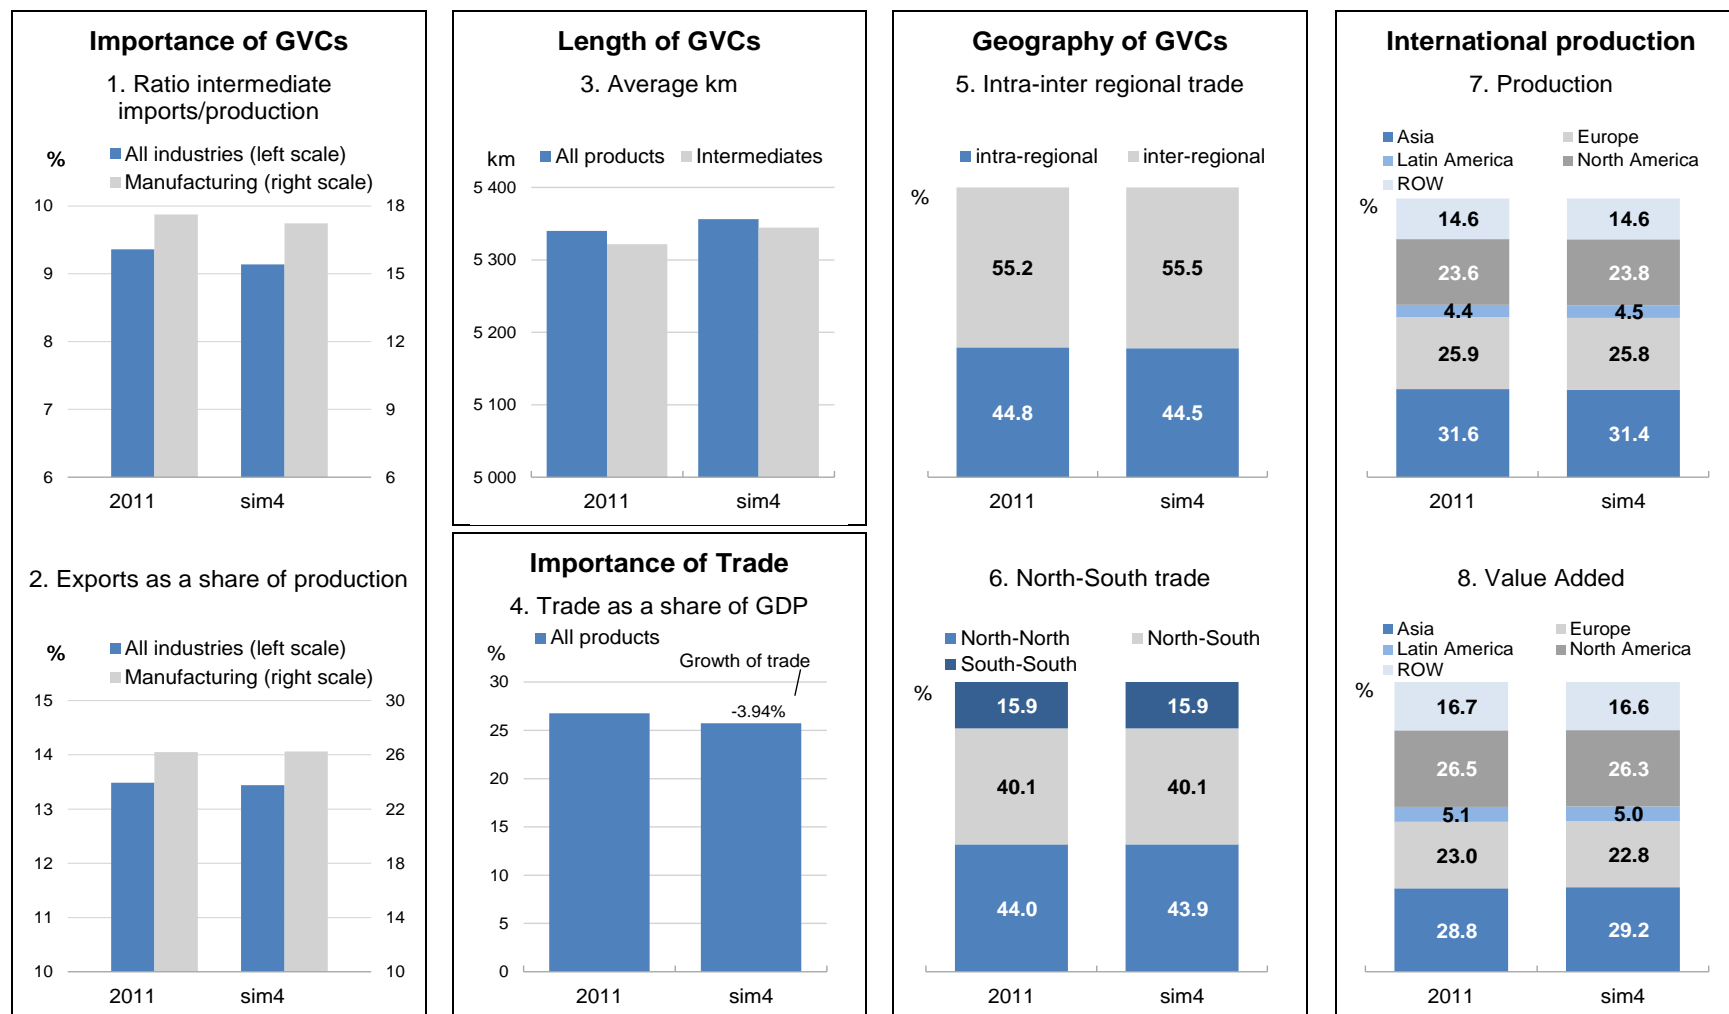 Importance of GVCs
1. Ratio intermediate
imports/production
% All industries (left scale)
Manufacturing (right scale)
10 18
9 15
8 12
7 9
6 6
2011 sim4
2. Exports as a share of production
% All industries (left scale)
Manufacturing (right scale)
15 30
14 26
13 22
12 18
11 14
10 10
2011 sim4
Length of GVCs
3. Average km
km All products Intermediates
5 400
5 300
5 200
5 100
5 000
2011 sim4
Importance of Trade
4. Trade as a share of GDP
All products
%
Growth of trade
30
-3.94%
25
20
15
10
5
0
2011 sim4
Geography of GVCs
5. Intra-inter regional trade
intra-regional inter-regional
%
55.2 55.5
44.8 44.5
2011 sim4
6. North-South trade
North-North North-South
South-South
%
15.9 15.9
40.1 40.1
44.0 43.9
2011 sim4
International production
7. Production
Asia Europe
Latin America North America
ROW
%
14.6 14.6
23.6 23.8
4.4 4.5
25.9 25.8
31.6 31.4
2011 sim4
8. Value Added
Asia Europe
Latin America North America
ROW
%
16.7 16.6
26.5 26.3
5.1 5.0
23.0 22.8
28.8 29.2
2011 sim4